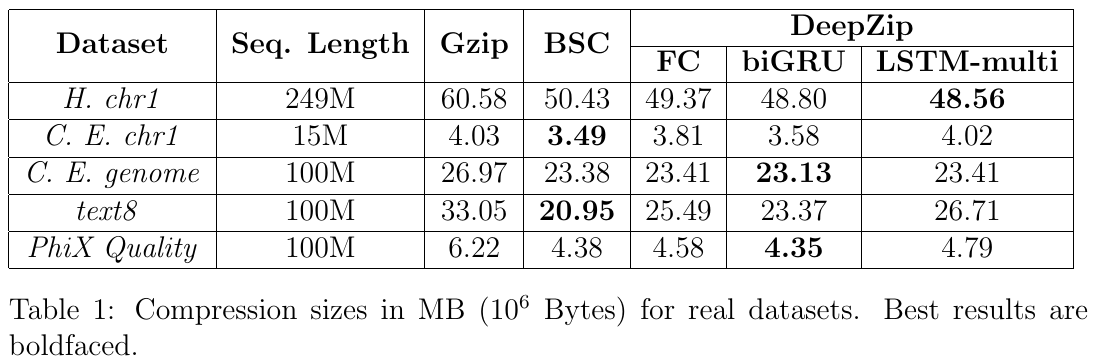 Dataset Seq. Length Gzip BSC DeepZip
FC biGRU LSTM-multi
H. chr1 249M 60.58 50.43 49.37 48.80 48.56
C. E. chr1 15M 4.03 3.49 3.81 3.58 4.02
C. E. genome 100M 26.97 23.38 23.41 23.13 23.41
text8 100M 33.05 20.95 25.49 23.37 26.71
PhiX Quality 100M 6.22 4.38 4.58 4.35 4.79
Table 1: Compression sizes in MB (10⁶ Bytes) for real datasets. Best results are
boldfaced.